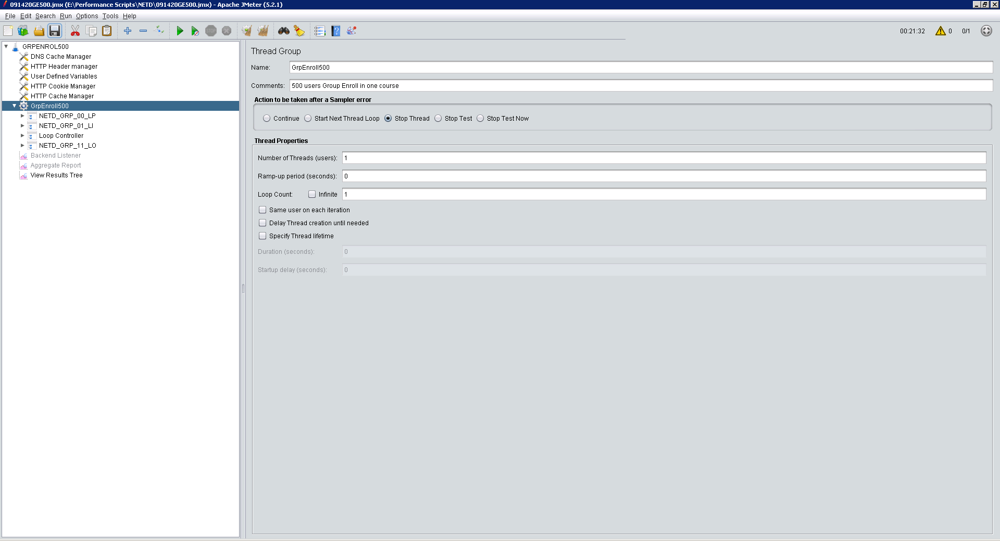 091420GE500.jmx (E:\Performance Scripts\NETD\091420GE500.jmx) - Apache JMeter (5.2.1)
File Edit Search Run Options Tools Help
STOP
00:21:32 0 0/1
GRPENROL500
DNS Cache Manager
HTTP Header manager
User Defined Variables
HTTP Cookie Manager
HTTP Cache Manager
GrpEnroll500
NETD_GRP_00_LP
NETD_GRP_01_LI
Loop Controller
NETD_GRP_11_LO
Backend Listener
Aggregate Report
View Results Tree
Thread Group
Name: GrpEnroll500
Comments: 500 users Group Enroll in one course
Action to be taken after a Sampler error
Continue Start Next Thread Loop Stop Thread Stop Test Stop Test Now
Thread Properties
Number of Threads (users): 1
Ramp-up period (seconds): 0
Loop Count: Infinite 1
Same user on each iteration
Delay Thread creation until needed
Specify Thread lifetime
Duration (seconds): 0
Startup delay (seconds): 0